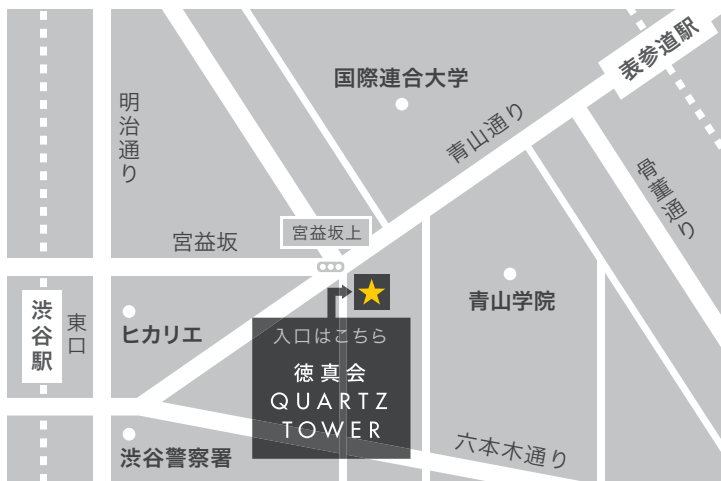 国際連合大学
表参道駅
青山通り
明治通り
骨董通り
宮益坂上
宮益坂
青山学院
渋谷駅
東口
ヒカリエ
入口はこちら
徳真会
QUARTZ
TOWER
渋谷警察署
六本木通り